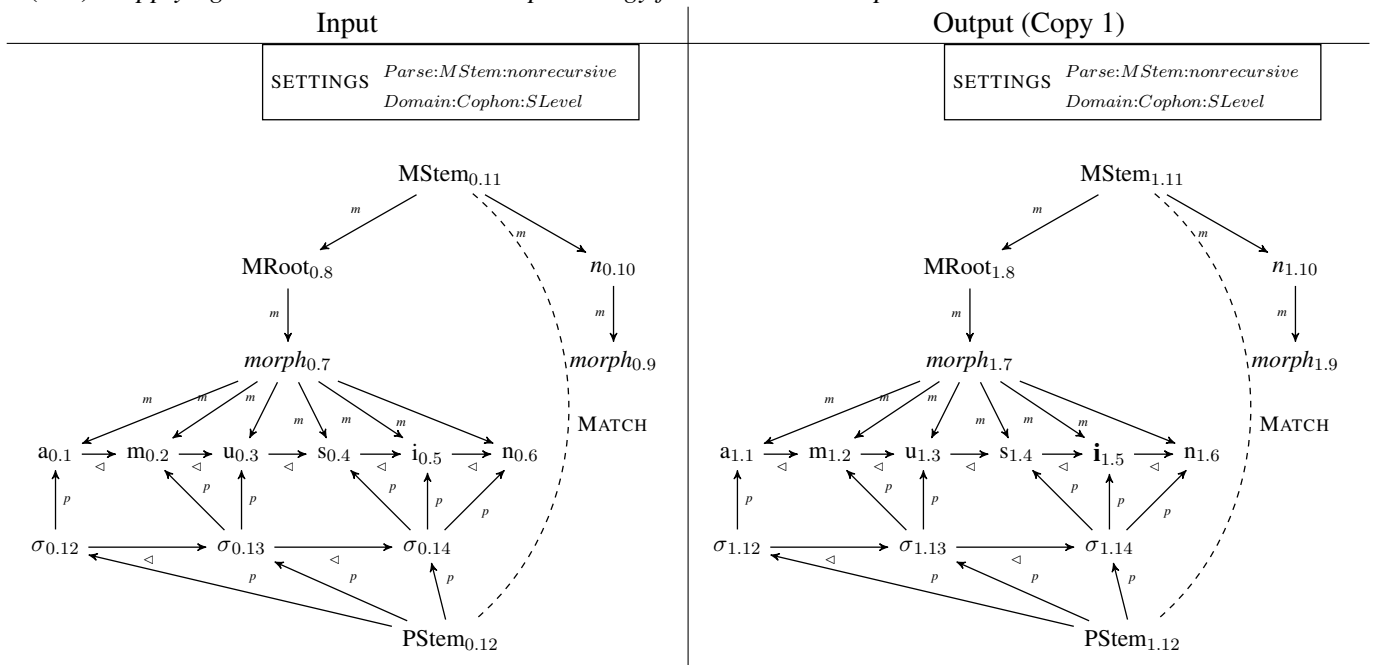 Input Output (Copy 1)
SETTINGS Parse:MStem:nonrecursive
Domain:Cophon:SLevel
SETTINGS Parse:MStem:nonrecursive
Domain:Cophon:SLevel
MStem0.11 MStem1.11
m m m m
MRoot0.8 n0.10 MRoot1.8 n1.10
m m m m
morph0.7 morph0.9 morph1.7 morph1.9
m m m m m m m m m m m m
MATCH MATCH
a0.1 m0.2 u0.3 s0.4 i0.5 n0.6 a1.1 m1.2 u1.3 s1.4 i1.5 n1.6
◁ ◁ ◁ ◁ ◁ ◁ ◁ ◁ ◁ ◁
p p p p p p p p p p p p
σ0.12 σ0.13 σ0.14 σ1.12 σ1.13 σ1.14
◁ ◁ ◁ ◁
p p p p p p
PStem0.12 PStem1.12